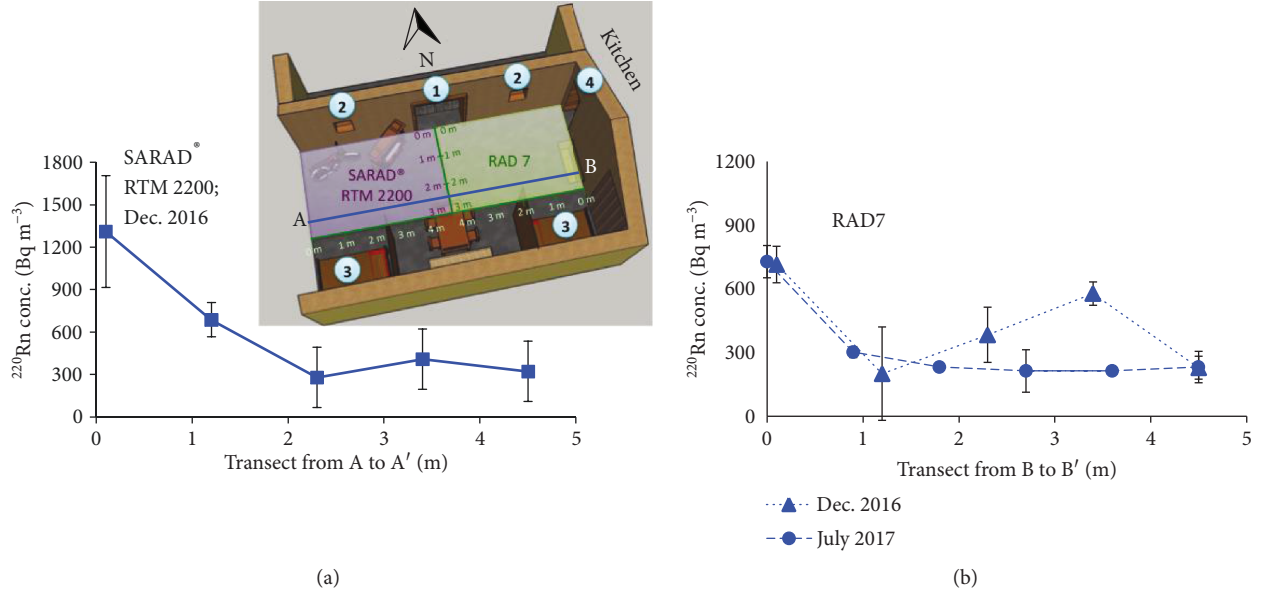 SARAD®
RTM 2200;
Dec. 2016
1800
1500
1200
900
600
300
0
²²⁰Rn conc. (Bq m⁻³)
0 1 2 3 4 5
Transect from A to A′ (m)
N
Kitchen
2
1
2
4
0 m 0 m
1 m 1 m
2 m 2 m
3 m 3 m
SARAD®
RTM 2200
RAD 7
A
B
0 m 1 m 2 m 3 m 4 m 4 m 3 m 2 m 1 m 0 m
3
3
(a)
RAD7
1200
900
600
300
0
²²⁰Rn conc. (Bq m⁻³)
0 1 2 3 4 5
Transect from B to B′ (m)
Dec. 2016
July 2017
(b)